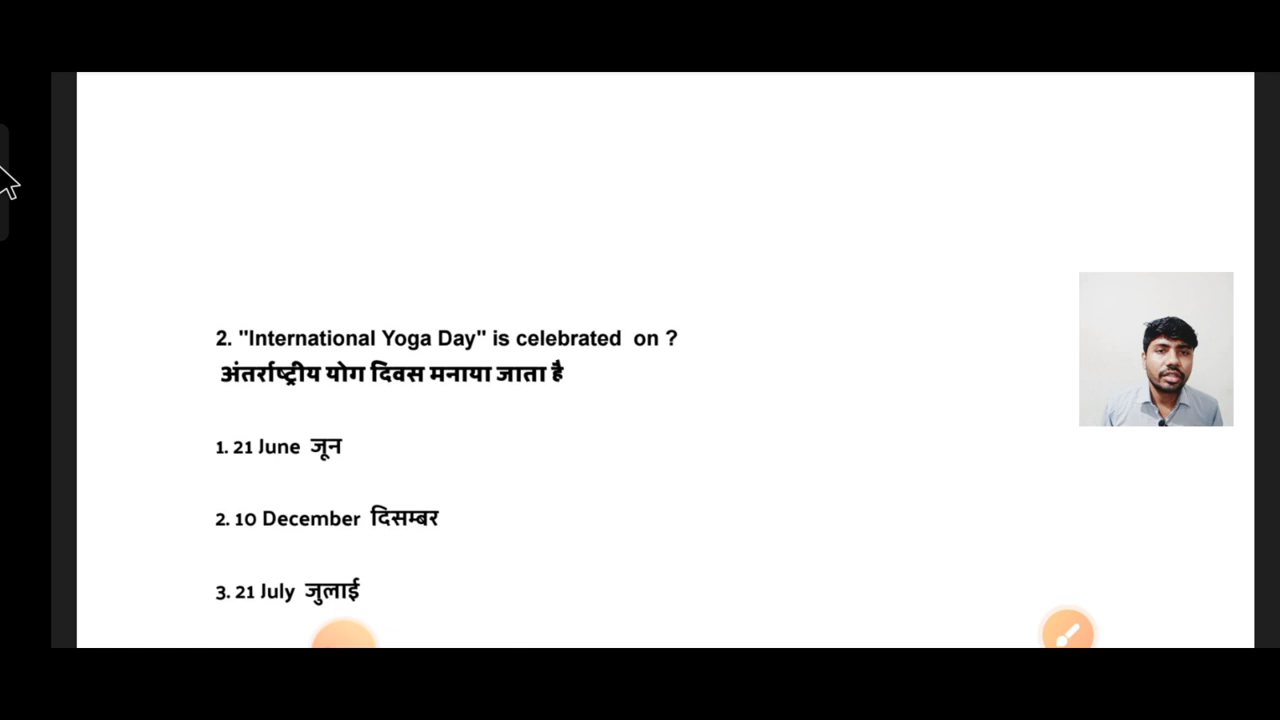 2. "International Yoga Day" is celebrated on ?
अंतर्राष्ट्रीय योग दिवस मनाया जाता है
1. 21 June जून
2. 10 December दिसम्बर
3. 21 July जुलाई